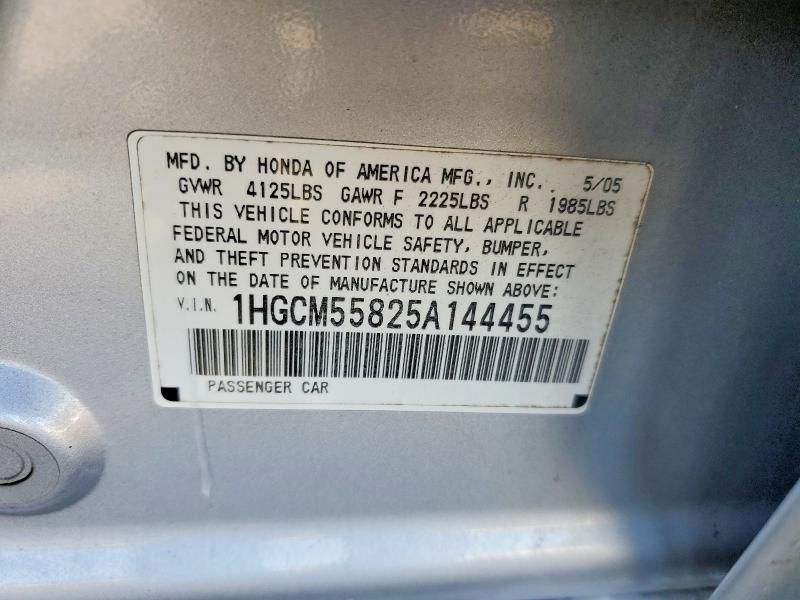 MFD. BY HONDA OF AMERICA MFG., INC. 5/05
GVWR 4125LBS GAWR F 2225LBS R 1985LBS
THIS VEHICLE CONFORMS TO ALL APPLICABLE
FEDERAL MOTOR VEHICLE SAFETY, BUMPER,
AND THEFT PREVENTION STANDARDS IN EFFECT
ON THE DATE OF MANUFACTURE SHOWN ABOVE:
V.I.N. 1HGCM55825A144455
PASSENGER CAR